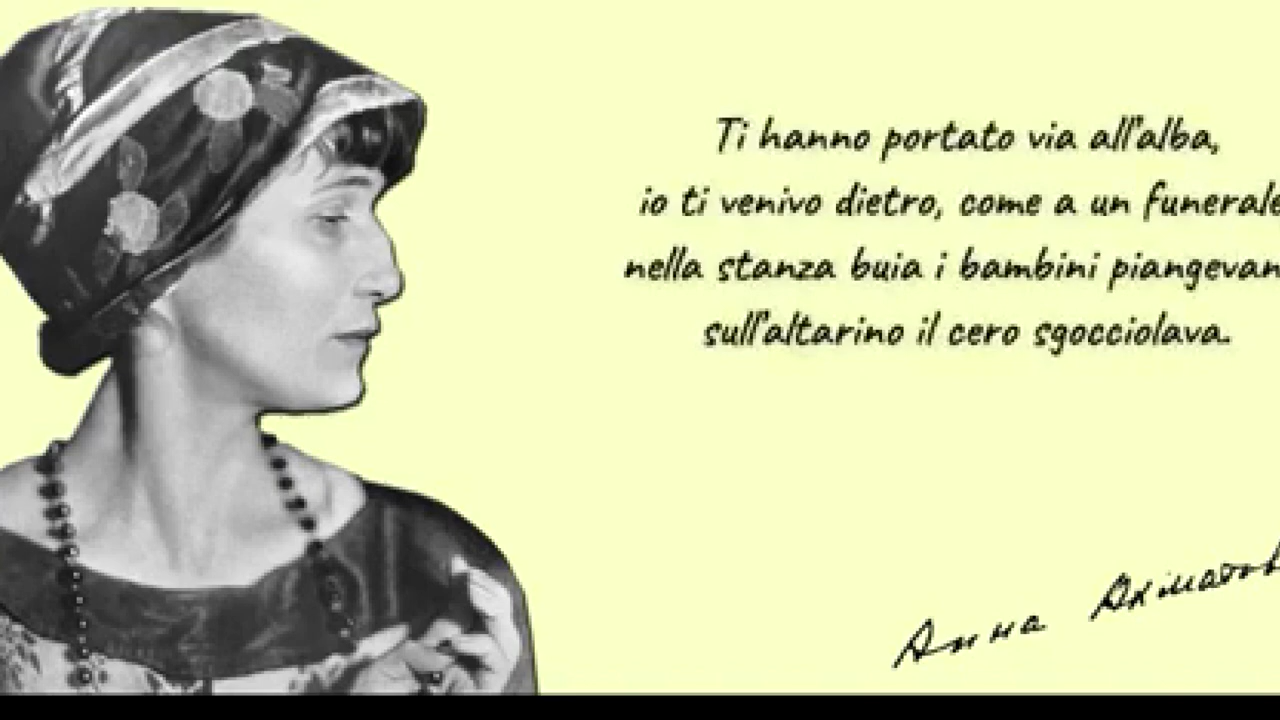 Ti hanno portato via all'alba,
io ti venivo dietro, come a un funerale
nella stanza buia i bambini piangevan
sull'altarino il cero sgocciolava.
Анна Ахматов